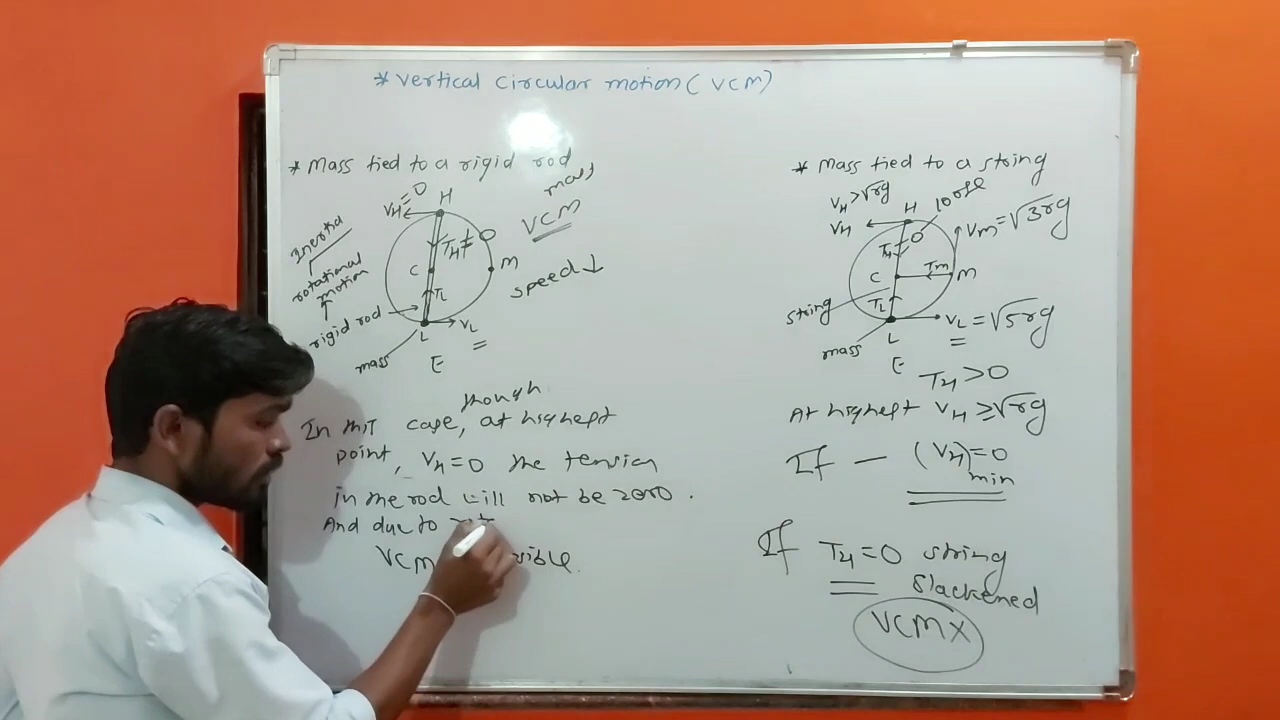 * Vertical Circular motion (VCM)
* Mass tied to a rigid rod
mass
VCM
speed ↓
VH = 0
H
TH ≠ 0
Inertia
rotational
motion
C
M
TL
rigid rod
L
VL
=
mass
E
though
In this case, at highest
point, VH = 0 the tension
in the rod will not be zero.
And due to
VCM
* Mass tied to a string
VH > √rg
H
loose
VH
TH
0
Vm = √3rg
C
Tm
M
string
TL
VL = √5rg
=
L
mass
E
TH > 0
At highest VH ≥ √rg
If — (VH)min = 0
If TH = 0 string
slackened
VCM X